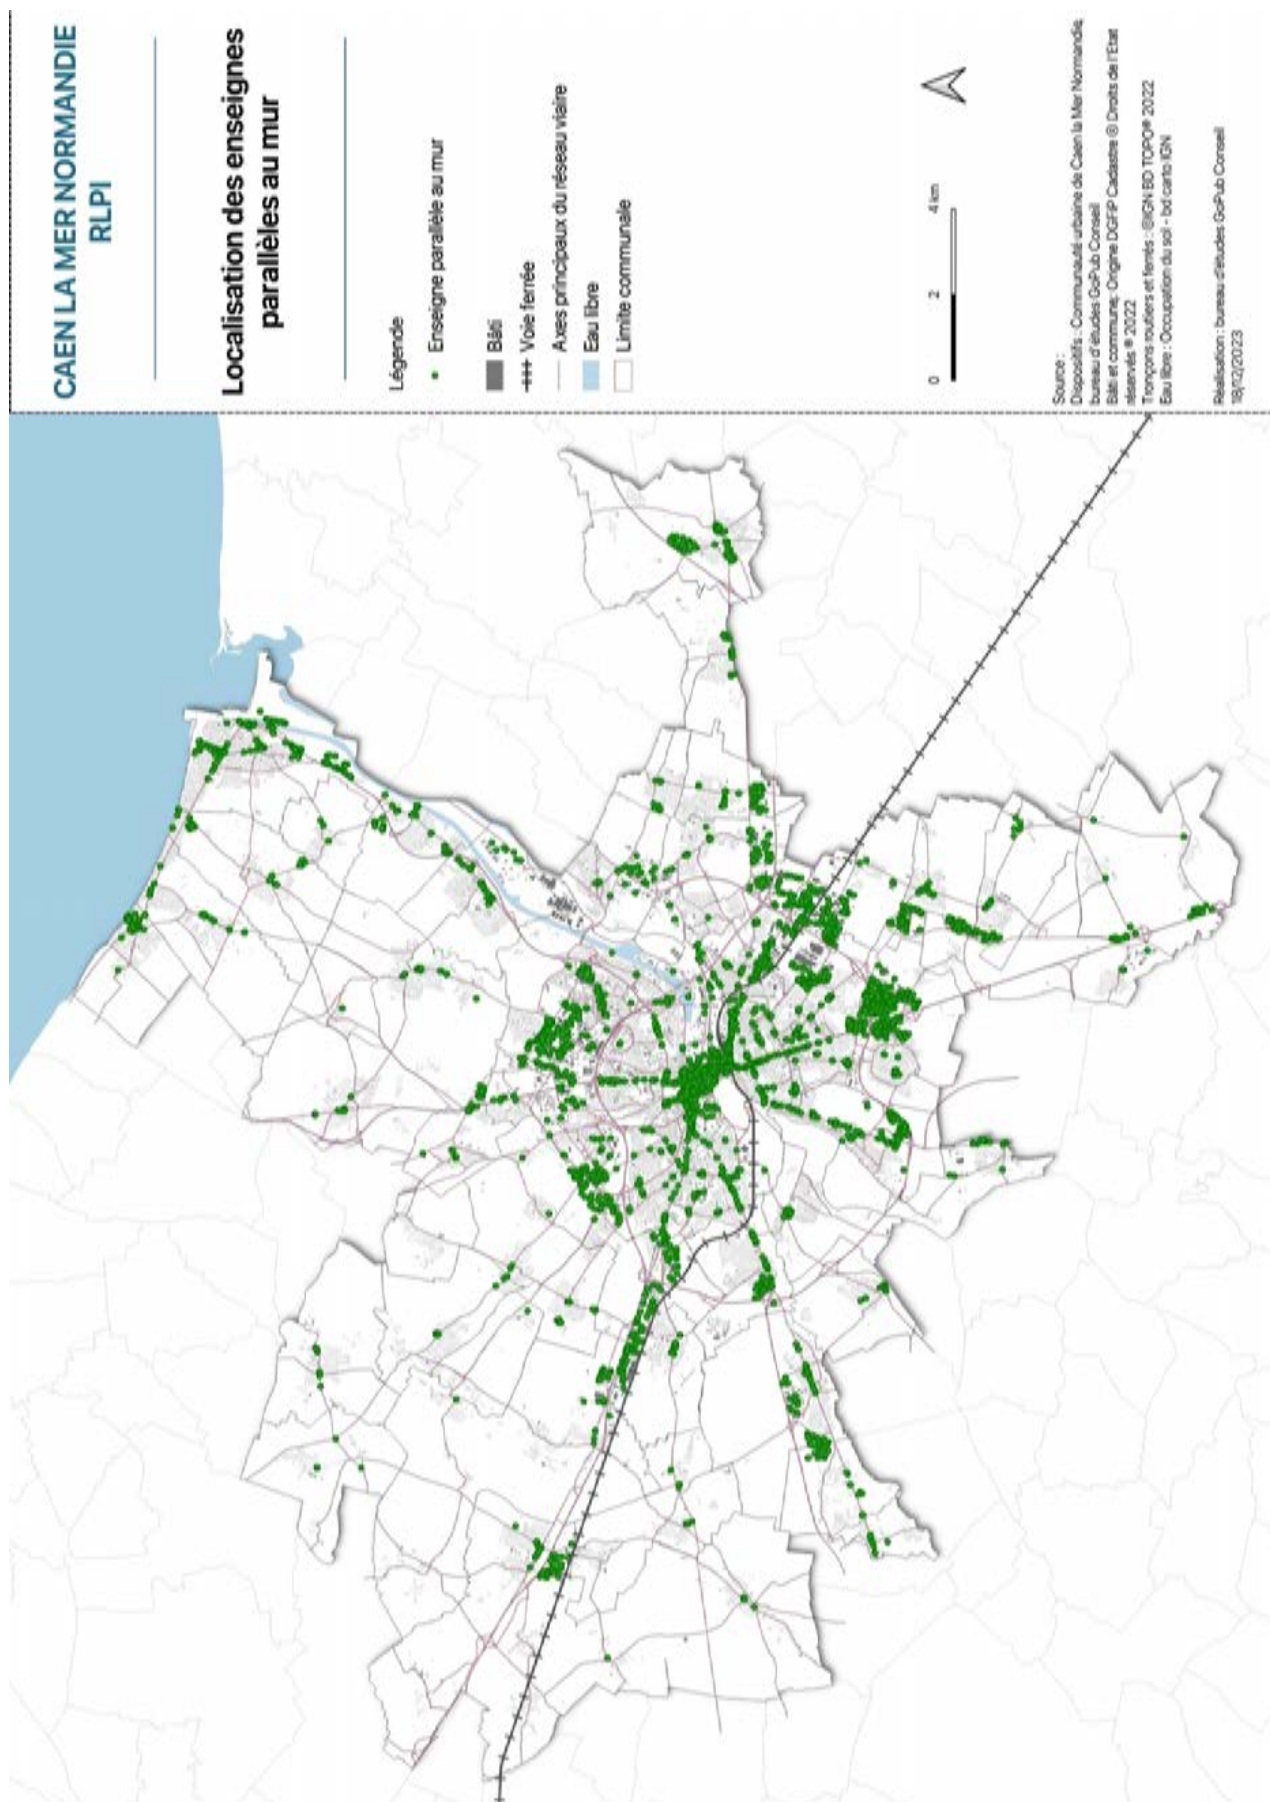 CAEN LA MER NORMANDIE
RLPI
Localisation des enseignes
parallèles au mur
Légende
Enseigne parallèle au mur
Bâti
Voie ferrée
Axes principaux du réseau viaire
Eau libre
Limite communale
0 2 4 km
Source :
Dispositifs : Communauté urbaine de Caen la Mer Normandie,
bureau d'études GoPub Conseil
Bâti et commune, : Origine DGFiP Cadastre ® Droits de l'Etat
réservés ® 2022
Tronçons routiers et ferrés : ©IGN BD TOPO® 2022
Eau libre : Occupation du sol - bd carto IGN
Réalisation : bureau d'études GoPub Conseil
18/12/2023